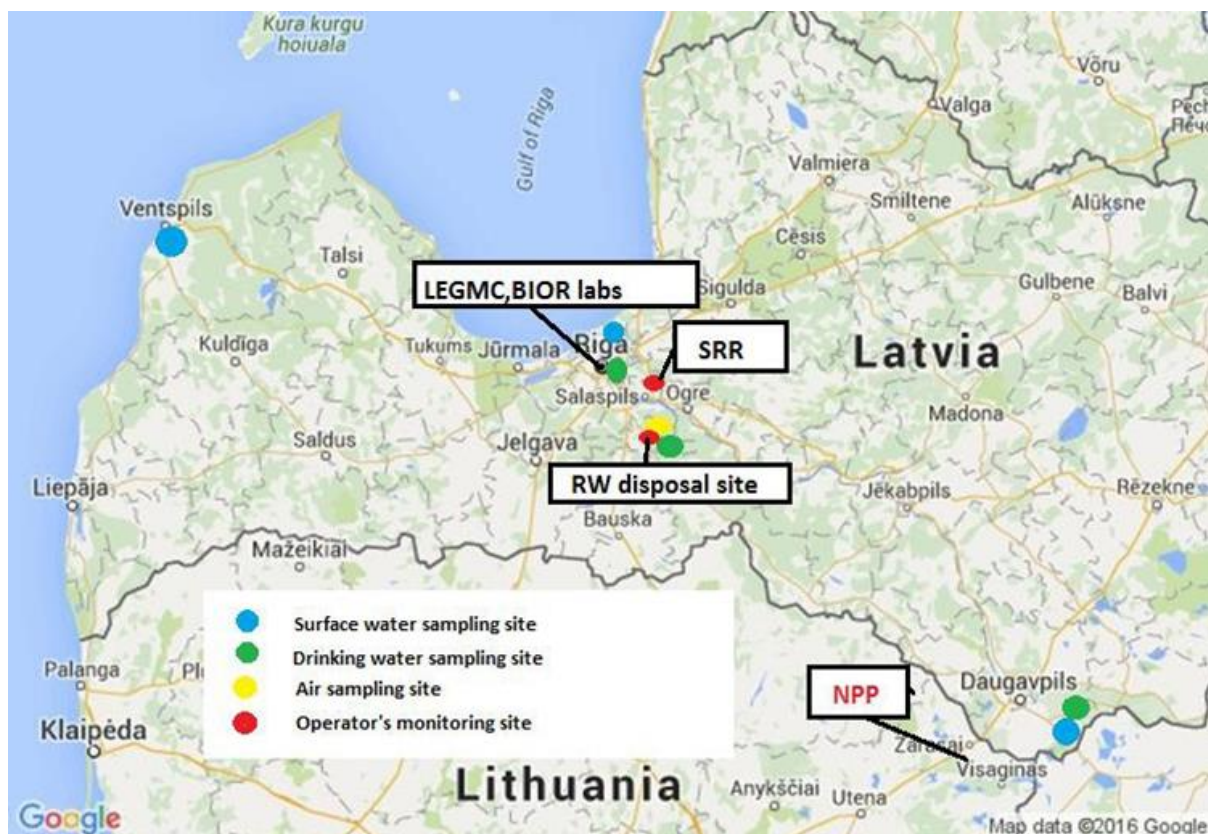 Kura kurgu
hoiuala
Gulf of Riga
Võru
Valga
Valmiera
Smiltene
Alūksne
Ventspils
Talsi
Cēsis
Sigulda
Gulbene
Balvi
LEGMC,BIOR labs
Kuldīga
Tukums
Jūrmala
Riga
SRR
Latvia
Salaspils
Ogre
Madona
Saldus
Jelgava
RW disposal site
Liepāja
Jēkabpils
Rēzekne
Bauska
Mažeikiai
Surface water sampling site
Drinking water sampling site
Air sampling site
Operator's monitoring site
Palanga
Klaipėda
NPP
Daugavpils
Zarasai
Visaginas
Lithuania
Anykščiai
Utena
Google
Map data ©2016 Google